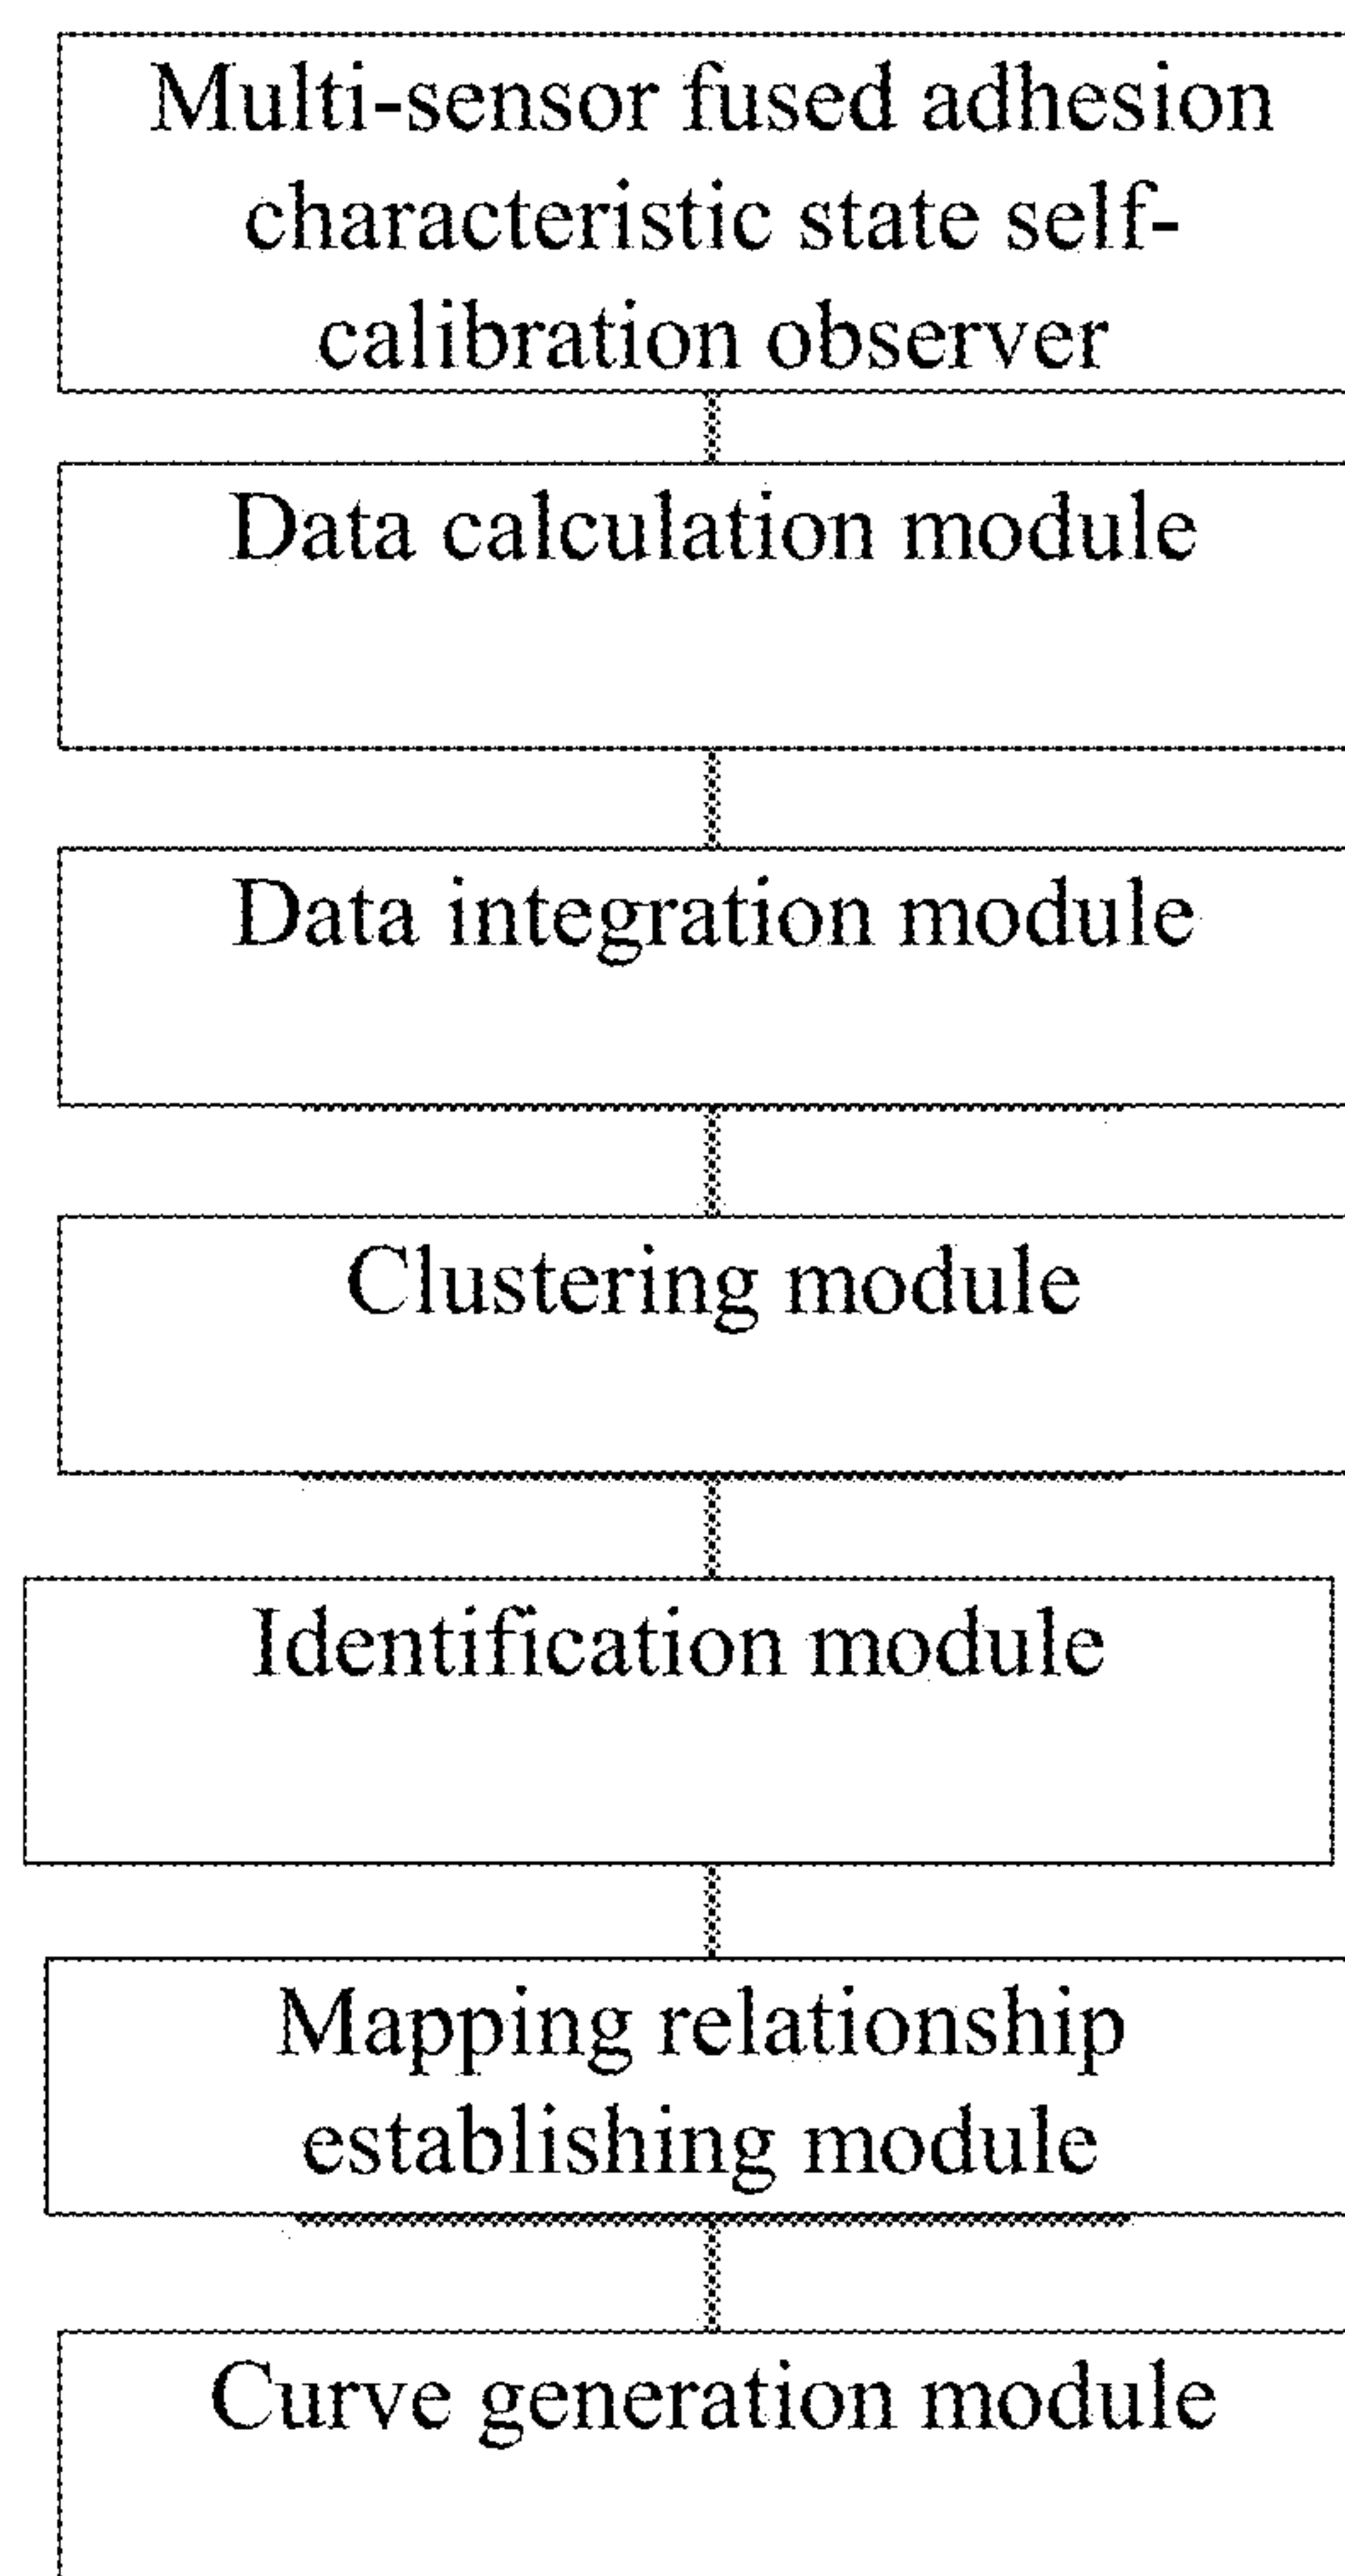 Multi-sensor fused adhesion
characteristic state self-
calibration observer
Data calculation module
Data integration module
Clustering module
Identification module
Mapping relationship
establishing module
Curve generation module